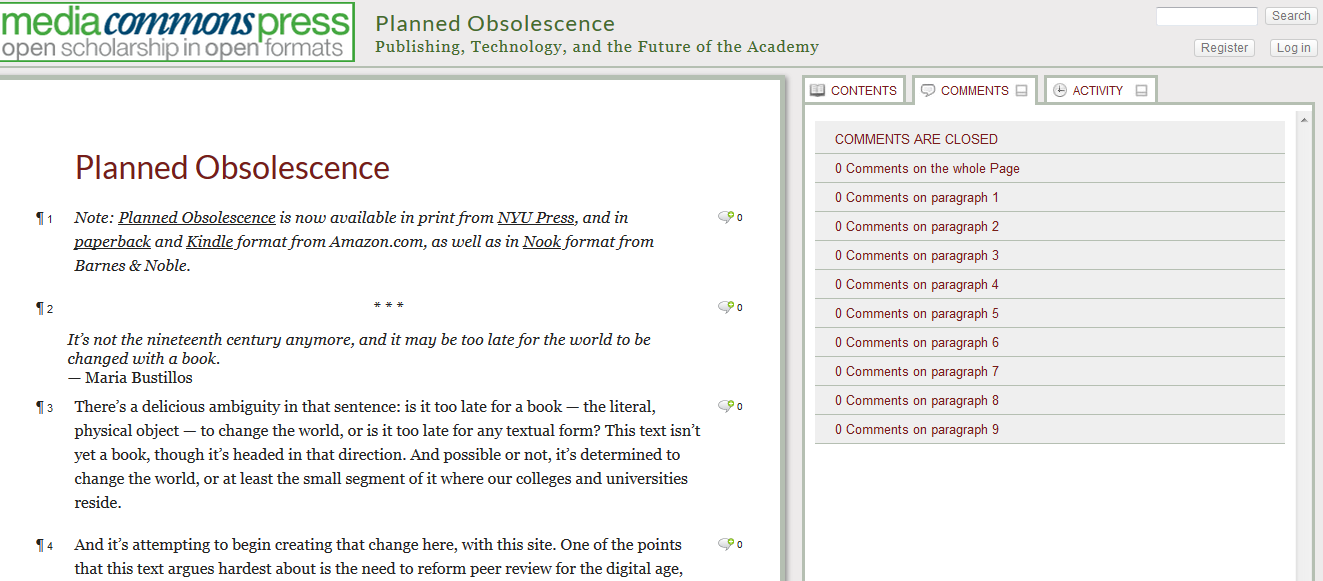 mediacommonspress
open scholarship in open formats
Planned Obsolescence
Publishing, Technology, and the Future of the Academy
Search
Register
Log in
Planned Obsolescence
¶ 1 Note: Planned Obsolescence is now available in print from NYU Press, and in 0
paperback and Kindle format from Amazon.com, as well as in Nook format from
Barnes & Noble.
¶ 2 * * * 0
It’s not the nineteenth century anymore, and it may be too late for the world to be
changed with a book.
— Maria Bustillos
¶ 3 There’s a delicious ambiguity in that sentence: is it too late for a book — the literal, 0
physical object — to change the world, or is it too late for any textual form? This text isn’t
yet a book, though it’s headed in that direction. And possible or not, it’s determined to
change the world, or at least the small segment of it where our colleges and universities
reside.
¶ 4 And it’s attempting to begin creating that change here, with this site. One of the points 0
that this text argues hardest about is the need to reform peer review for the digital age,
CONTENTS
COMMENTS
ACTIVITY
COMMENTS ARE CLOSED
0 Comments on the whole Page
0 Comments on paragraph 1
0 Comments on paragraph 2
0 Comments on paragraph 3
0 Comments on paragraph 4
0 Comments on paragraph 5
0 Comments on paragraph 6
0 Comments on paragraph 7
0 Comments on paragraph 8
0 Comments on paragraph 9